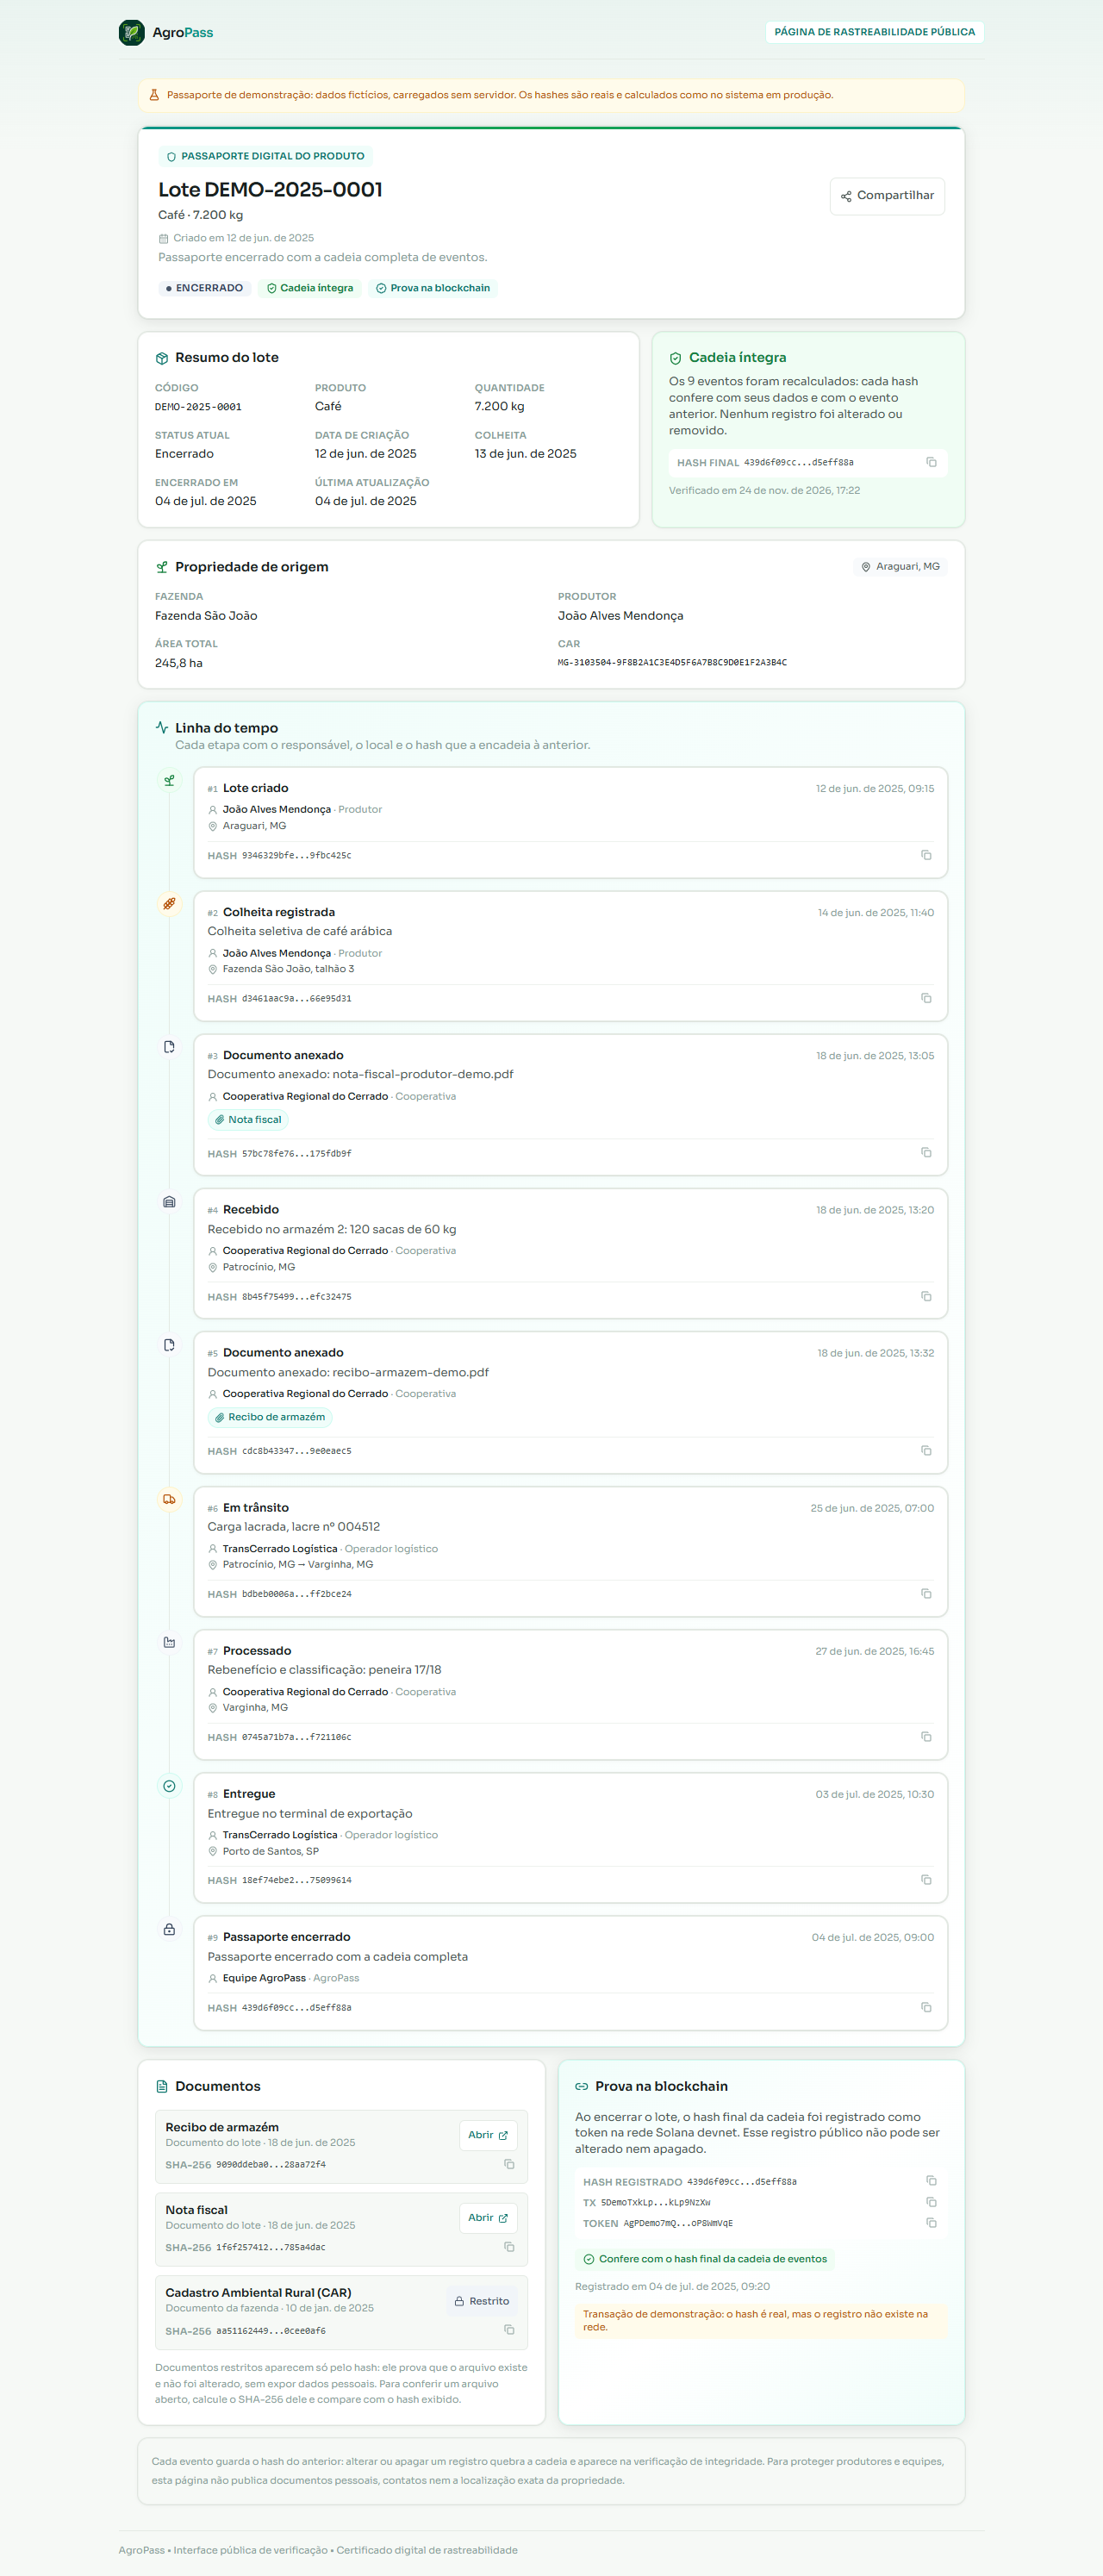 AgroPass
PÁGINA DE RASTREABILIDADE PÚBLICA
Passaporte de demonstração: dados fictícios, carregados sem servidor. Os hashes são reais e calculados como no sistema em produção.
PASSAPORTE DIGITAL DO PRODUTO
Lote DEMO-2025-0001
Compartilhar
Café · 7.200 kg
Criado em 12 de jun. de 2025
Passaporte encerrado com a cadeia completa de eventos.
ENCERRADO
Cadeia íntegra
Prova na blockchain
Resumo do lote
CÓDIGO
DEMO-2025-0001
PRODUTO
Café
QUANTIDADE
7.200 kg
STATUS ATUAL
Encerrado
DATA DE CRIAÇÃO
12 de jun. de 2025
COLHEITA
13 de jun. de 2025
ENCERRADO EM
04 de jul. de 2025
ÚLTIMA ATUALIZAÇÃO
04 de jul. de 2025
Cadeia íntegra
Os 9 eventos foram recalculados: cada hash
confere com seus dados e com o evento
anterior. Nenhum registro foi alterado ou
removido.
HASH FINAL 439d6f09cc...d5eff88a
Verificado em 24 de nov. de 2026, 17:22
Propriedade de origem
Araguari, MG
FAZENDA
Fazenda São João
PRODUTOR
João Alves Mendonça
ÁREA TOTAL
245,8 ha
CAR
MG-3103504-9F8B2A1C3E4D5F6A7B8C9D0E1F2A3B4C
Linha do tempo
Cada etapa com o responsável, o local e o hash que a encadeia à anterior.
#1 Lote criado
12 de jun. de 2025, 09:15
João Alves Mendonça · Produtor
Araguari, MG
HASH 9346329bfe...9fbc425c
#2 Colheita registrada
14 de jun. de 2025, 11:40
Colheita seletiva de café arábica
João Alves Mendonça · Produtor
Fazenda São João, talhão 3
HASH d3461aac9a...66e95d31
#3 Documento anexado
18 de jun. de 2025, 13:05
Documento anexado: nota-fiscal-produtor-demo.pdf
Cooperativa Regional do Cerrado · Cooperativa
Nota fiscal
HASH 57bc78fe76...175fdb9f
#4 Recebido
18 de jun. de 2025, 13:20
Recebido no armazém 2: 120 sacas de 60 kg
Cooperativa Regional do Cerrado · Cooperativa
Patrocínio, MG
HASH 8b45f75499...efc32475
#5 Documento anexado
18 de jun. de 2025, 13:32
Documento anexado: recibo-armazem-demo.pdf
Cooperativa Regional do Cerrado · Cooperativa
Recibo de armazém
HASH cdc8b43347...9e0eaec5
#6 Em trânsito
25 de jun. de 2025, 07:00
Carga lacrada, lacre nº 004512
TransCerrado Logística · Operador logístico
Patrocínio, MG → Varginha, MG
HASH bdbeb0006a...ff2bce24
#7 Processado
27 de jun. de 2025, 16:45
Rebenefício e classificação: peneira 17/18
Cooperativa Regional do Cerrado · Cooperativa
Varginha, MG
HASH 0745a71b7a...f721106c
#8 Entregue
03 de jul. de 2025, 10:30
Entregue no terminal de exportação
TransCerrado Logística · Operador logístico
Porto de Santos, SP
HASH 18ef74ebe2...75099614
#9 Passaporte encerrado
04 de jul. de 2025, 09:00
Passaporte encerrado com a cadeia completa
Equipe AgroPass · AgroPass
HASH 439d6f09cc...d5eff88a
Documentos
Recibo de armazém
Documento do lote · 18 de jun. de 2025
Abrir
SHA-256 9090ddeba0...28aa72f4
Nota fiscal
Documento do lote · 18 de jun. de 2025
Abrir
SHA-256 1f6f257412...785a4dac
Cadastro Ambiental Rural (CAR)
Documento da fazenda · 10 de jan. de 2025
Restrito
SHA-256 aa51162449...0cee0af6
Documentos restritos aparecem só pelo hash: ele prova que o arquivo existe
e não foi alterado, sem expor dados pessoais. Para conferir um arquivo
aberto, calcule o SHA-256 dele e compare com o hash exibido.
Prova na blockchain
Ao encerrar o lote, o hash final da cadeia foi registrado como
token na rede Solana devnet. Esse registro público não pode ser
alterado nem apagado.
HASH REGISTRADO 439d6f09cc...d5eff88a
TX 5DemoTxkLp...kLp9NzXw
TOKEN AgPDemo7mQ...oP8WmVqE
Confere com o hash final da cadeia de eventos
Registrado em 04 de jul. de 2025, 09:20
Transação de demonstração: o hash é real, mas o registro não existe na
rede.
Cada evento guarda o hash do anterior: alterar ou apagar um registro quebra a cadeia e aparece na verificação de integridade. Para proteger produtores e equipes,
esta página não publica documentos pessoais, contatos nem a localização exata da propriedade.
AgroPass • Interface pública de verificação • Certificado digital de rastreabilidade